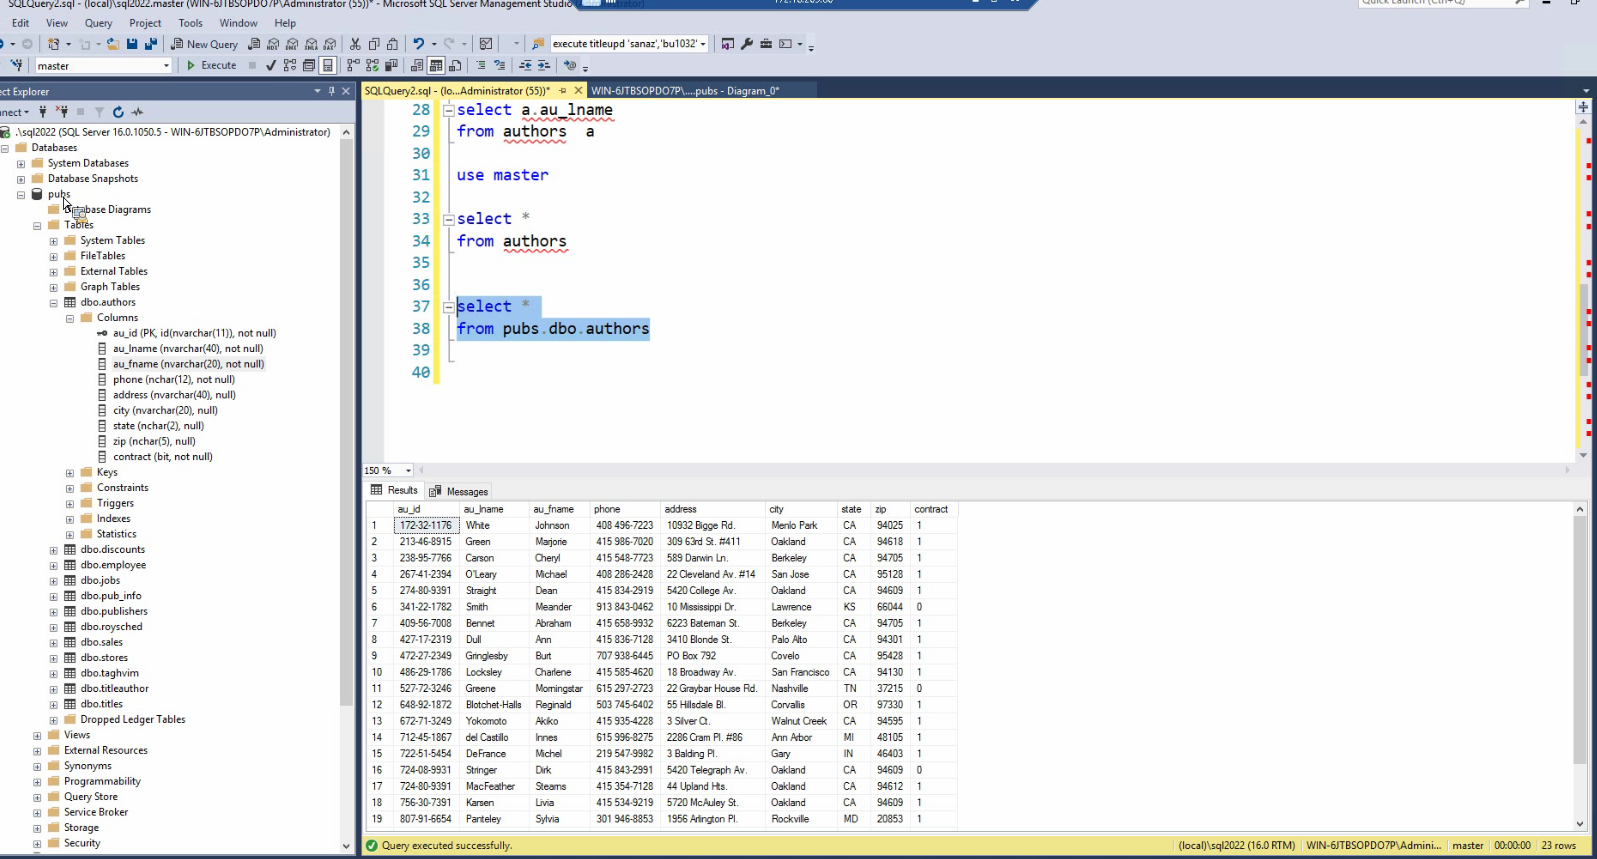 SQLQuery2.sql - (local)\sql2022.master (WIN-6JTBSOPDO7P\Administrator (55))* - Microsoft SQL Server Management Studio
Quick Launch (Ctrl+Q)
Edit View Query Project Tools Window Help
New Query
execute titleupd 'sanaz','bu1032'
master
Execute
ect Explorer
nnect
.\sql2022 (SQL Server 16.0.1050.5 - WIN-6JTBSOPDO7P\Administrator)
Databases
System Databases
Database Snapshots
pubs
Database Diagrams
Tables
System Tables
FileTables
External Tables
Graph Tables
dbo.authors
Columns
au_id (PK, id(nvarchar(11)), not null)
au_lname (nvarchar(40), not null)
au_fname (nvarchar(20), not null)
phone (nchar(12), not null)
address (nvarchar(40), null)
city (nvarchar(20), null)
state (nchar(2), null)
zip (nchar(5), null)
contract (bit, not null)
Keys
Constraints
Triggers
Indexes
Statistics
dbo.discounts
dbo.employee
dbo.jobs
dbo.pub_info
dbo.publishers
dbo.roysched
dbo.sales
dbo.stores
dbo.taghvim
dbo.titleauthor
dbo.titles
Dropped Ledger Tables
Views
External Resources
Synonyms
Programmability
Query Store
Service Broker
Storage
Security
SQLQuery2.sql - (lo...Administrator (55))* WIN-6JTBSOPDO7P\....pubs - Diagram_0*
28 select a.au_lname
29 from authors a
30
31 use master
32
33 select *
34 from authors
35
36
37 select *
38 from pubs.dbo.authors
39
40
150 %
Results Messages
au_id au_lname au_fname phone address city state zip contract
1 172-32-1176 White Johnson 408 496-7223 10932 Bigge Rd. Menlo Park CA 94025 1
2 213-46-8915 Green Marjorie 415 986-7020 309 63rd St. #411 Oakland CA 94618 1
3 238-95-7766 Carson Cheryl 415 548-7723 589 Darwin Ln. Berkeley CA 94705 1
4 267-41-2394 O'Leary Michael 408 286-2428 22 Cleveland Av. #14 San Jose CA 95128 1
5 274-80-9391 Straight Dean 415 834-2919 5420 College Av. Oakland CA 94609 1
6 341-22-1782 Smith Meander 913 843-0462 10 Mississippi Dr. Lawrence KS 66044 0
7 409-56-7008 Bennet Abraham 415 658-9932 6223 Bateman St. Berkeley CA 94705 1
8 427-17-2319 Dull Ann 415 836-7128 3410 Blonde St. Palo Alto CA 94301 1
9 472-27-2349 Gringlesby Burt 707 938-6445 PO Box 792 Covelo CA 95428 1
10 486-29-1786 Locksley Charlene 415 585-4620 18 Broadway Av. San Francisco CA 94130 1
11 527-72-3246 Greene Morningstar 615 297-2723 22 Graybar House Rd. Nashville TN 37215 0
12 648-92-1872 Blotchet-Halls Reginald 503 745-6402 55 Hillsdale Bl. Corvallis OR 97330 1
13 672-71-3249 Yokomoto Akiko 415 935-4228 3 Silver Ct. Walnut Creek CA 94595 1
14 712-45-1867 del Castillo Innes 615 996-8275 2286 Cram Pl. #86 Ann Arbor MI 48105 1
15 722-51-5454 DeFrance Michel 219 547-9982 3 Balding Pl. Gary IN 46403 1
16 724-08-9931 Stringer Dirk 415 843-2991 5420 Telegraph Av. Oakland CA 94609 0
17 724-80-9391 MacFeather Stearns 415 354-7128 44 Upland Hts. Oakland CA 94612 1
18 756-30-7391 Karsen Livia 415 534-9219 5720 McAuley St. Oakland CA 94609 1
19 807-91-6654 Panteley Sylvia 301 946-8853 1956 Arlington Pl. Rockville MD 20853 1
Query executed successfully.
(local)\sql2022 (16.0 RTM) WIN-6JTBSOPDO7P\Admini... master 00:00:00 23 rows